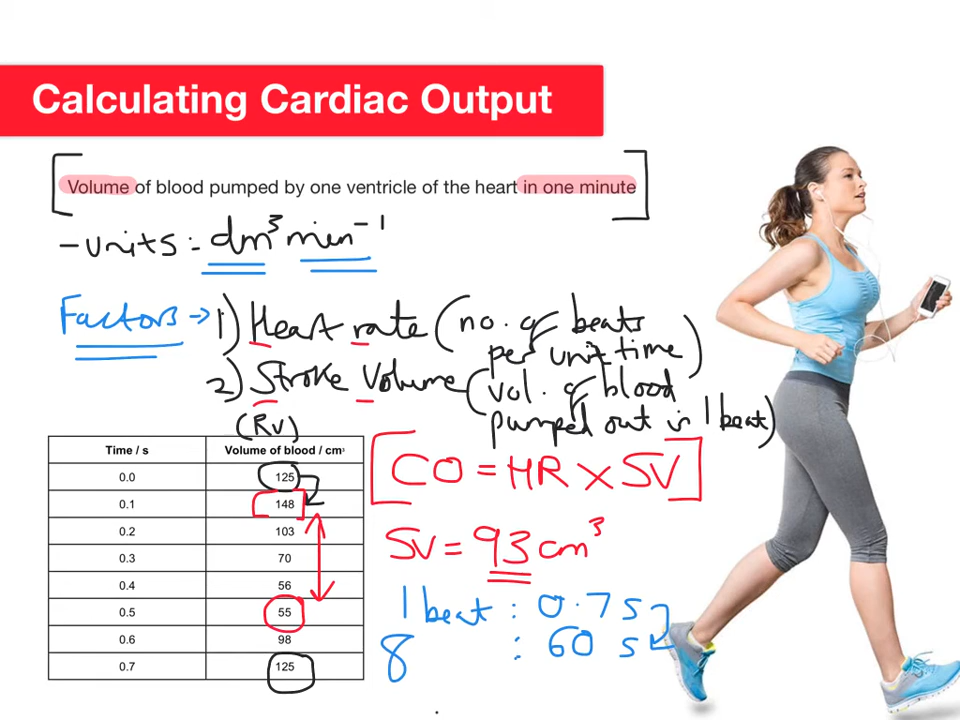 Calculating Cardiac Output
Volume of blood pumped by one ventricle of the heart in one minute
- units : dm³ min⁻¹
Factors → 1) Heart rate (no. of beats
per unit time)
2) Stroke Volume (vol. of blood
pumped out in 1 beat)
(RV)
Time / s Volume of blood / cm³
0.0 125
0.1 148
0.2 103
0.3 70
0.4 56
0.5 55
0.6 98
0.7 125
[CO = HR × SV]
SV = 93 cm³
1 beat : 0.7 s
8 : 60 s